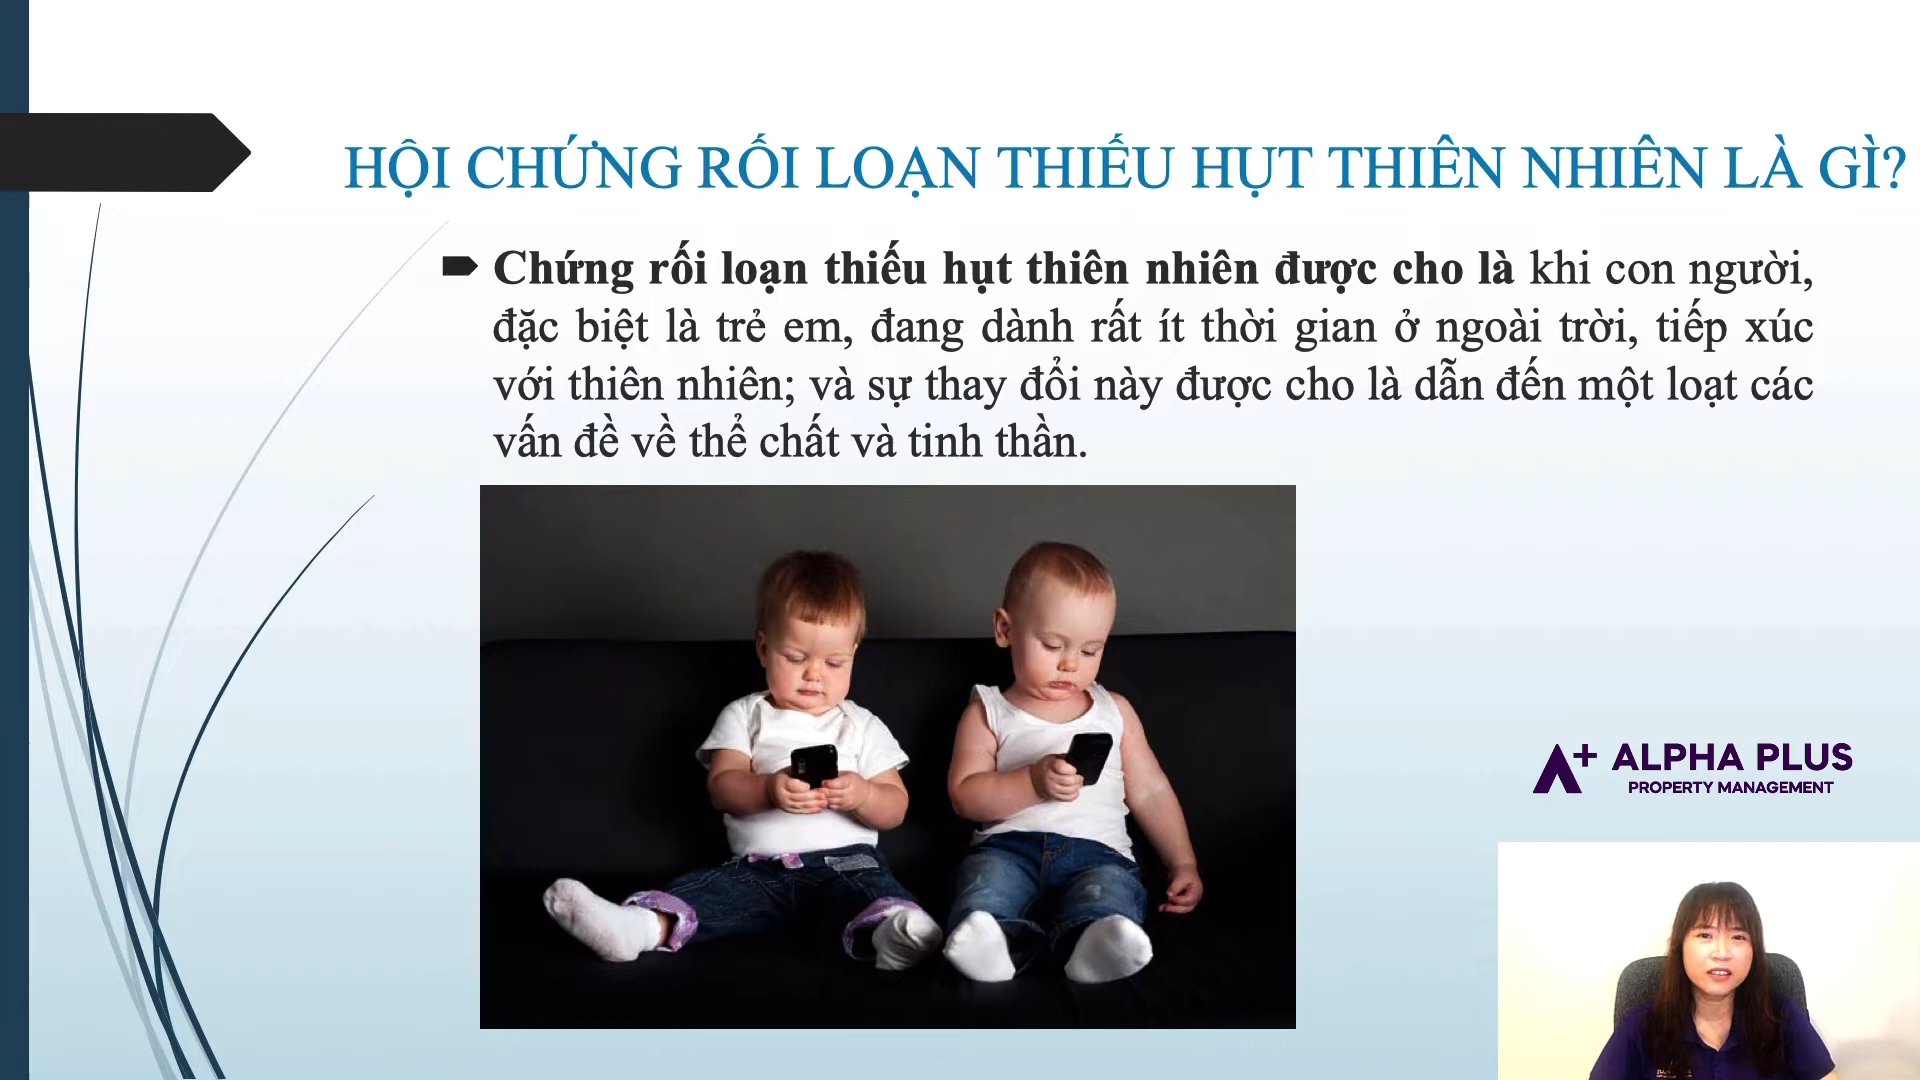 HỘI CHỨNG RỐI LOẠN THIẾU HỤT THIÊN NHIÊN LÀ GÌ?
Chứng rối loạn thiếu hụt thiên nhiên được cho là khi con người,
đặc biệt là trẻ em, đang dành rất ít thời gian ở ngoài trời, tiếp xúc
với thiên nhiên; và sự thay đổi này được cho là dẫn đến một loạt các
vấn đề về thể chất và tinh thần.
A+ ALPHA PLUS
PROPERTY MANAGEMENT